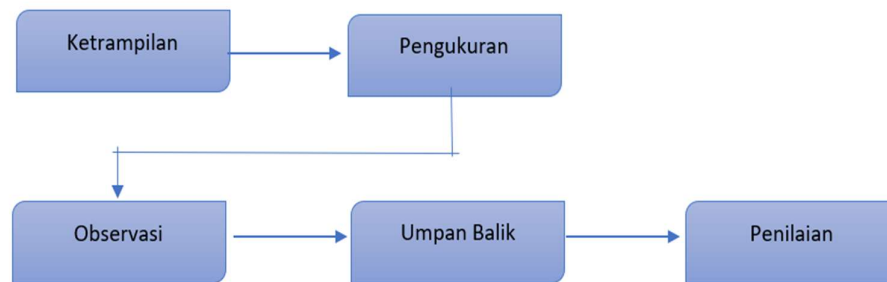 Ketrampilan
Pengukuran
Observasi
Umpan Balik
Penilaian